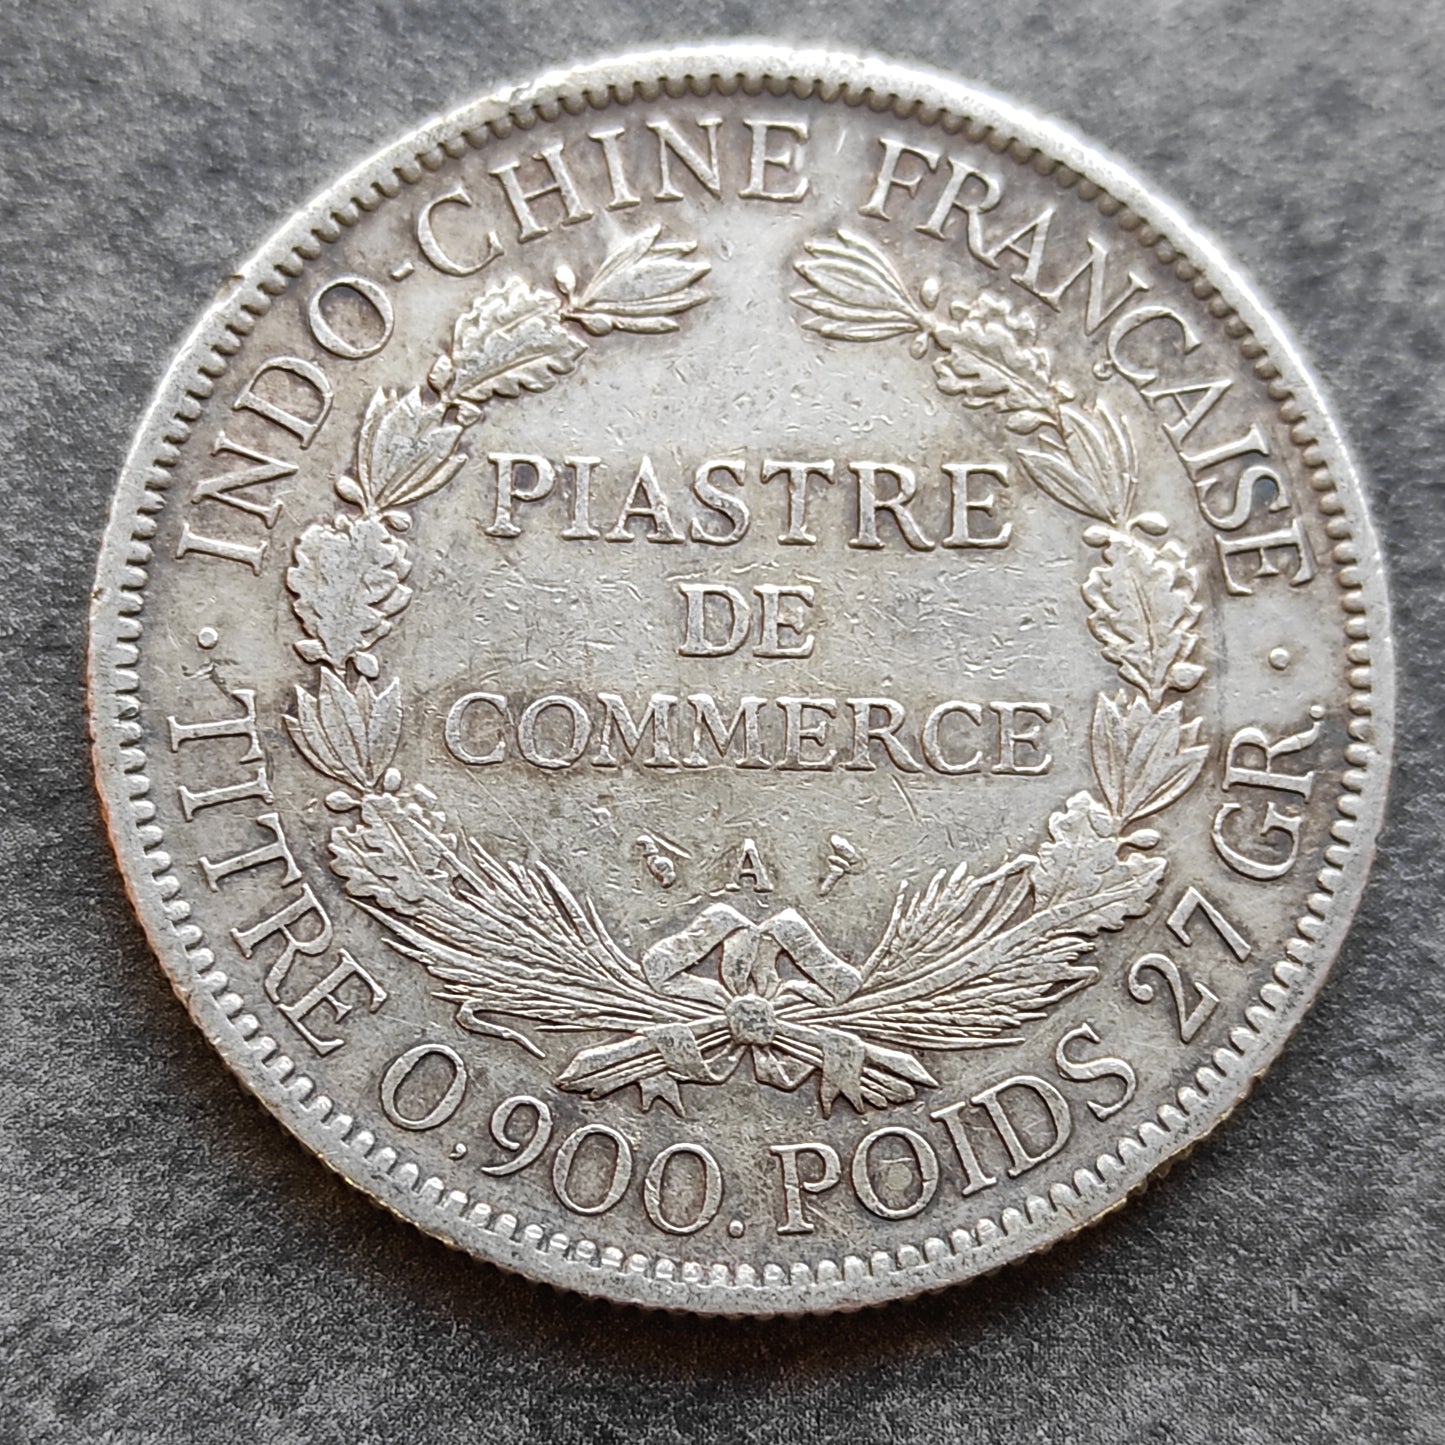 INDO-CHINE FRANÇAISE
PIASTRE
DE
COMMERCE
A
· TITRE 0,900. POIDS 27 GR. ·